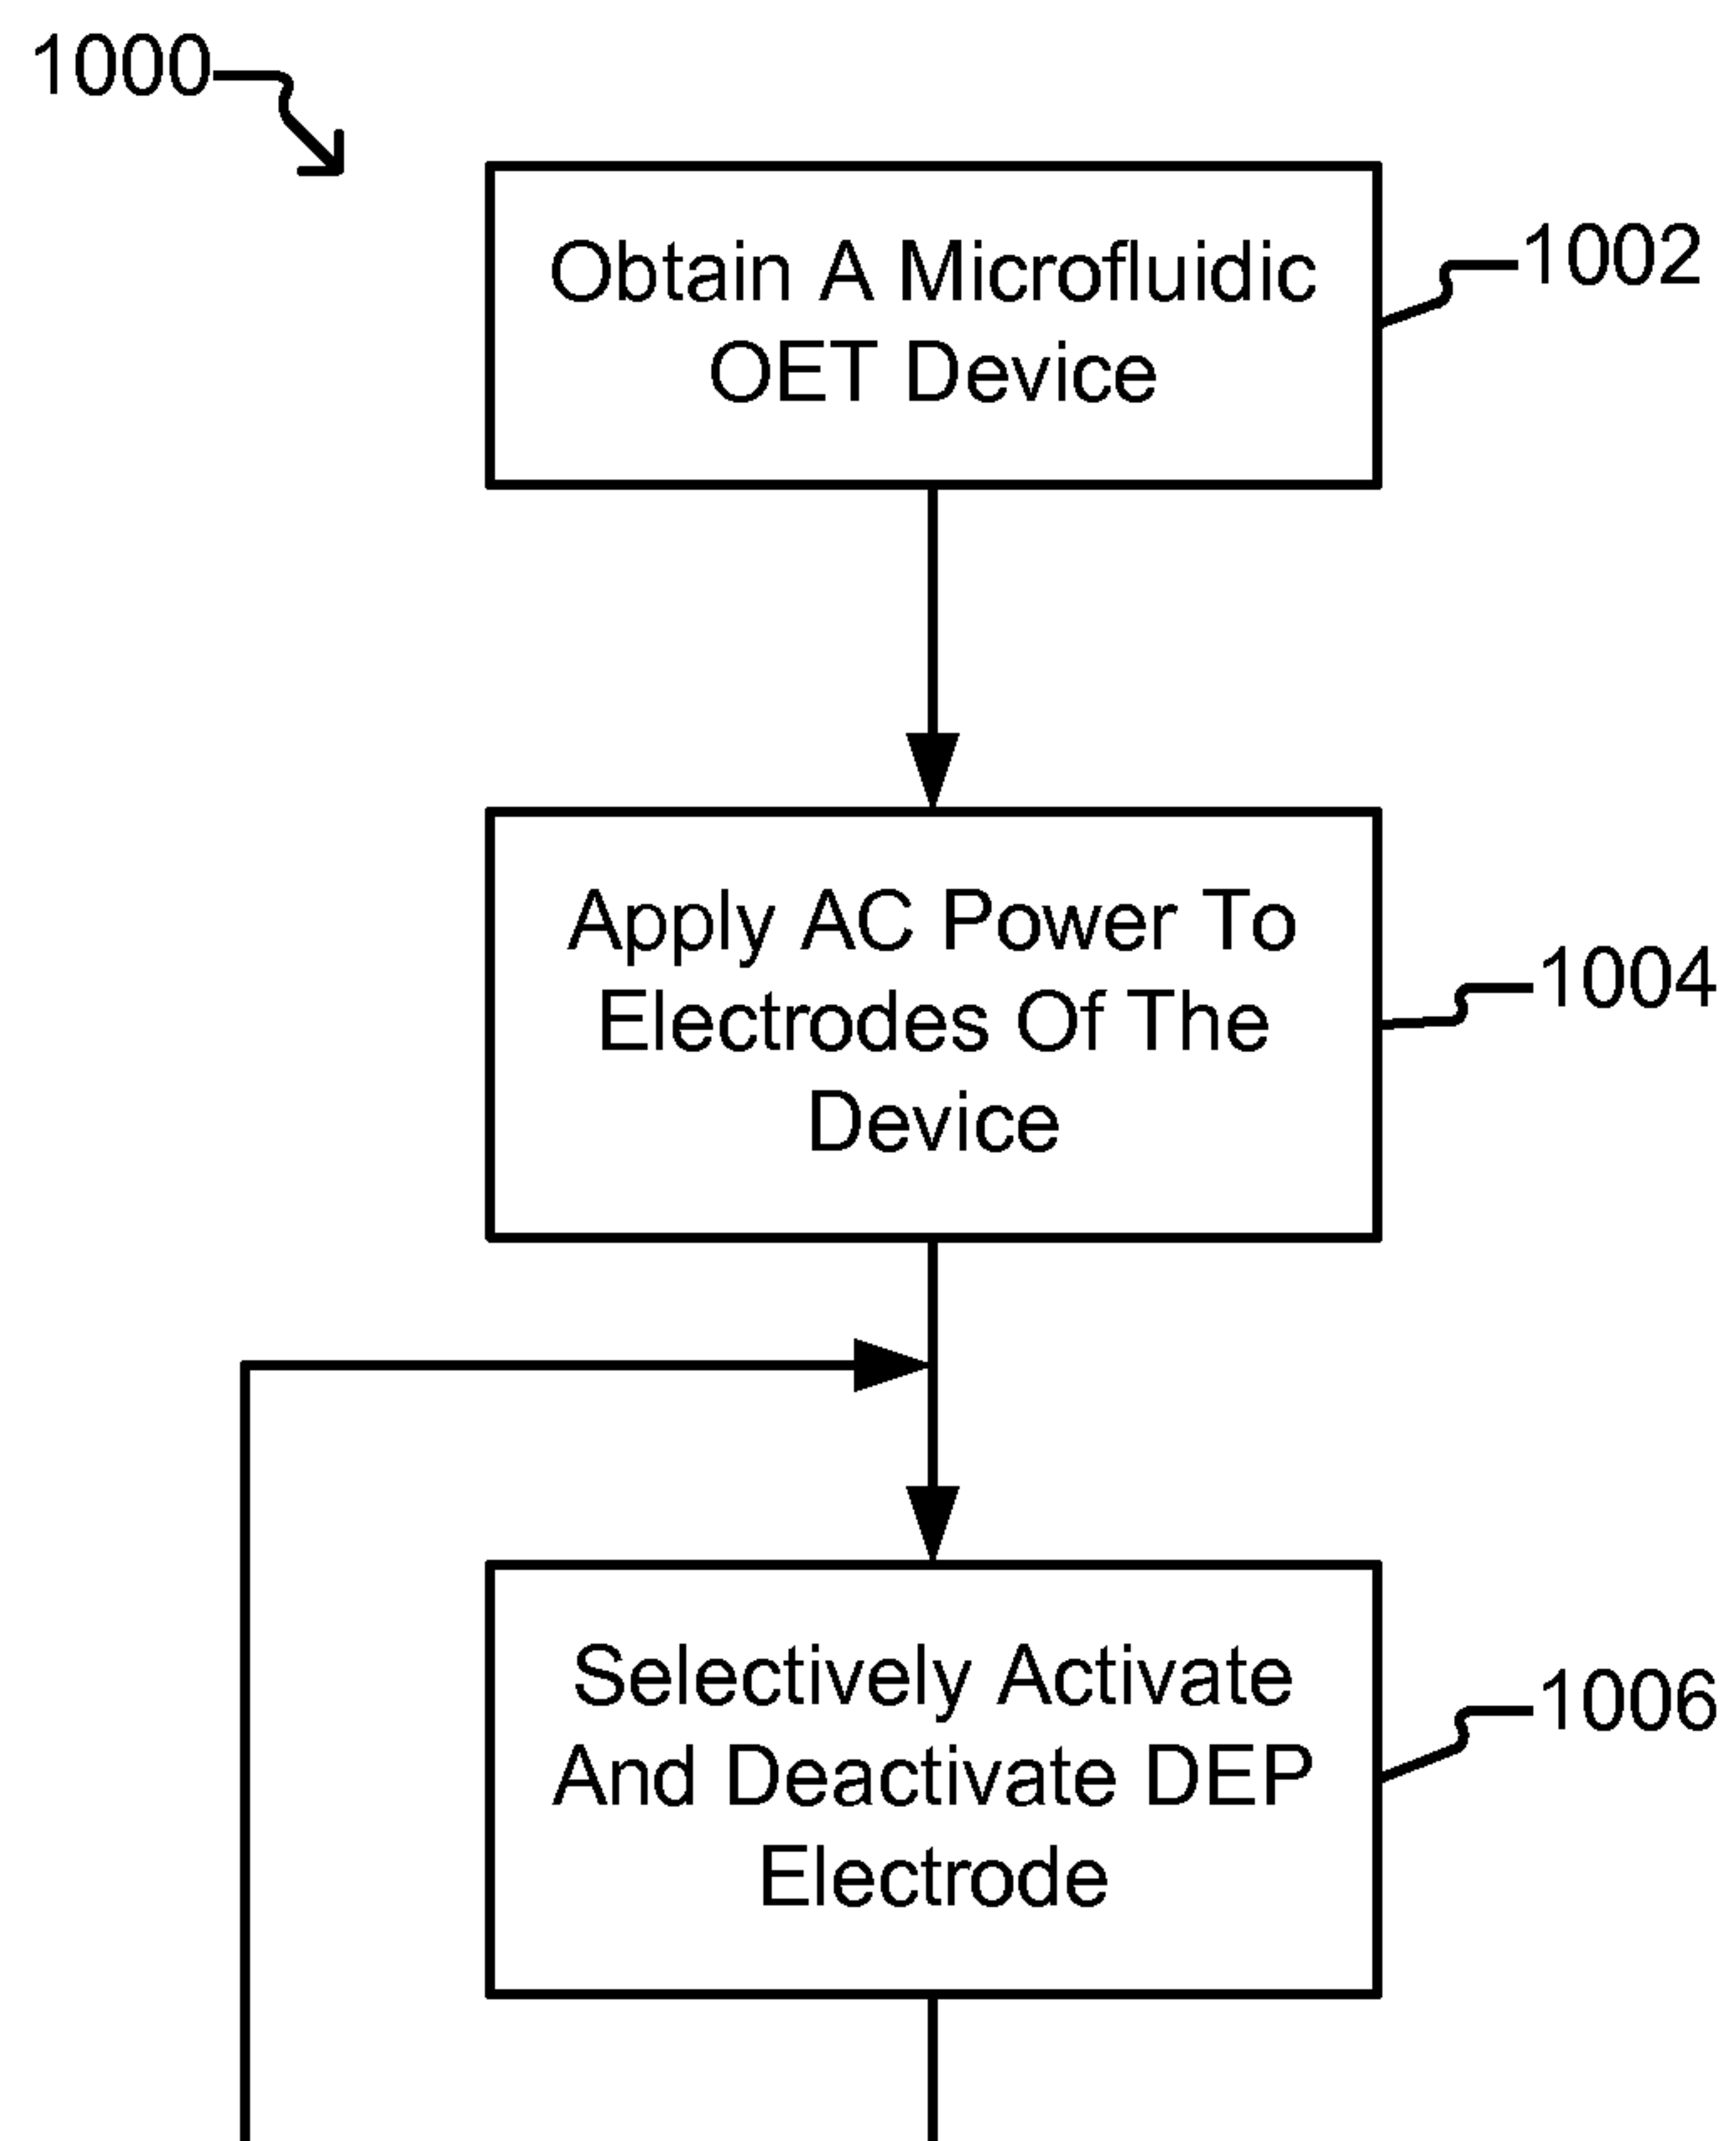 1000
Obtain A Microfluidic
OET Device
1002
Apply AC Power To
Electrodes Of The
Device
1004
Selectively Activate
And Deactivate DEP
Electrode
1006